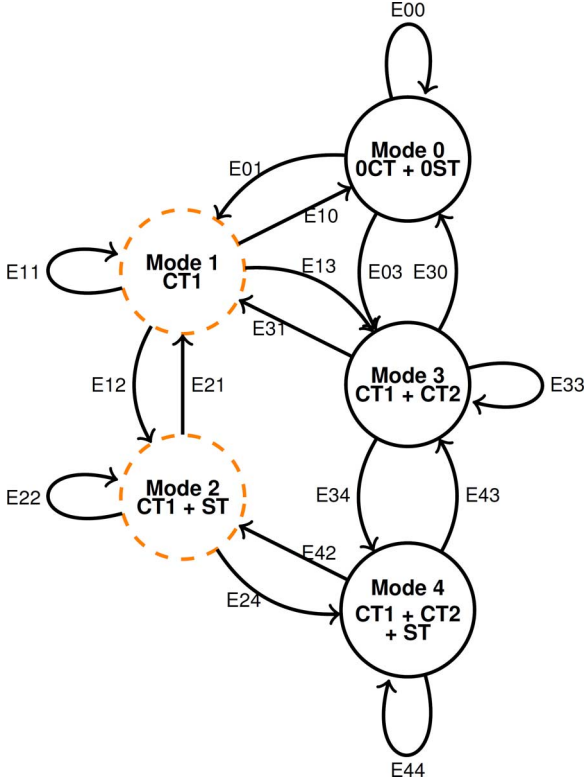 E00
Mode 0
0CT + 0ST
E01
E10
E11
Mode 1
CT1
E13
E03
E30
E31
E12
E21
Mode 3
CT1 + CT2
E33
E22
Mode 2
CT1 + ST
E34
E43
E42
E24
Mode 4
CT1 + CT2
+ ST
E44